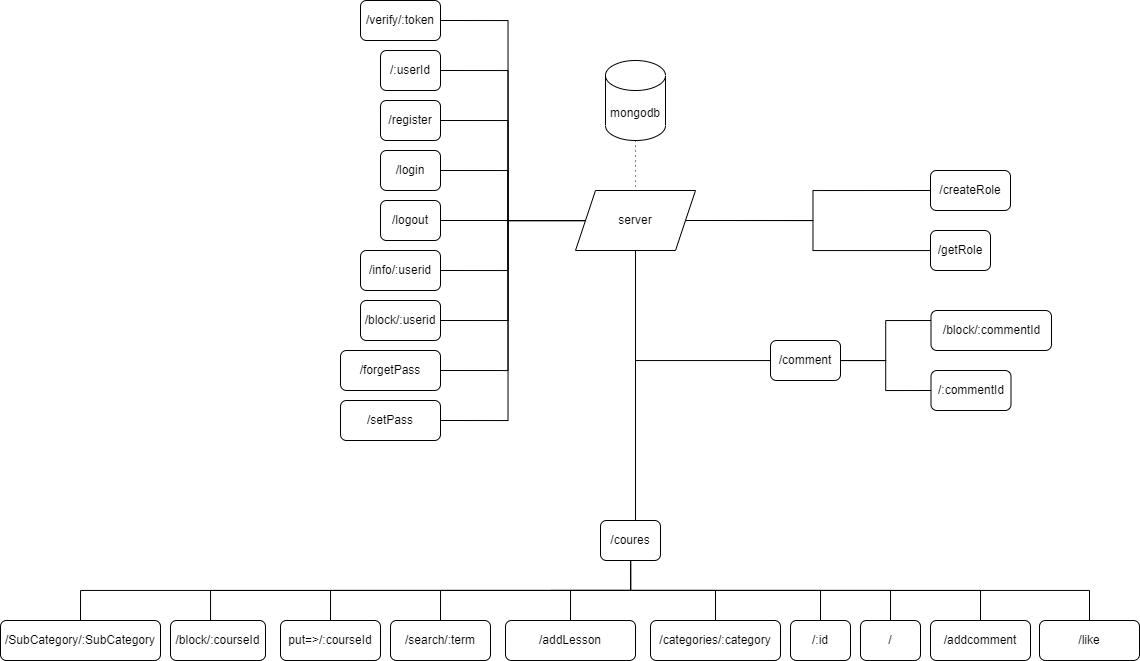 /verify/:token
/:userId
/register
/login
/logout
/info/:userid
/block/:userid
/forgetPass
/setPass
mongodb
server
/createRole
/getRole
/comment
/block/:commentId
/:commentId
/coures
/SubCategory/:SubCategory
/block/:courseId
put=>/:courseId
/search/:term
/addLesson
/categories/:category
/:id
/
/addcomment
/like